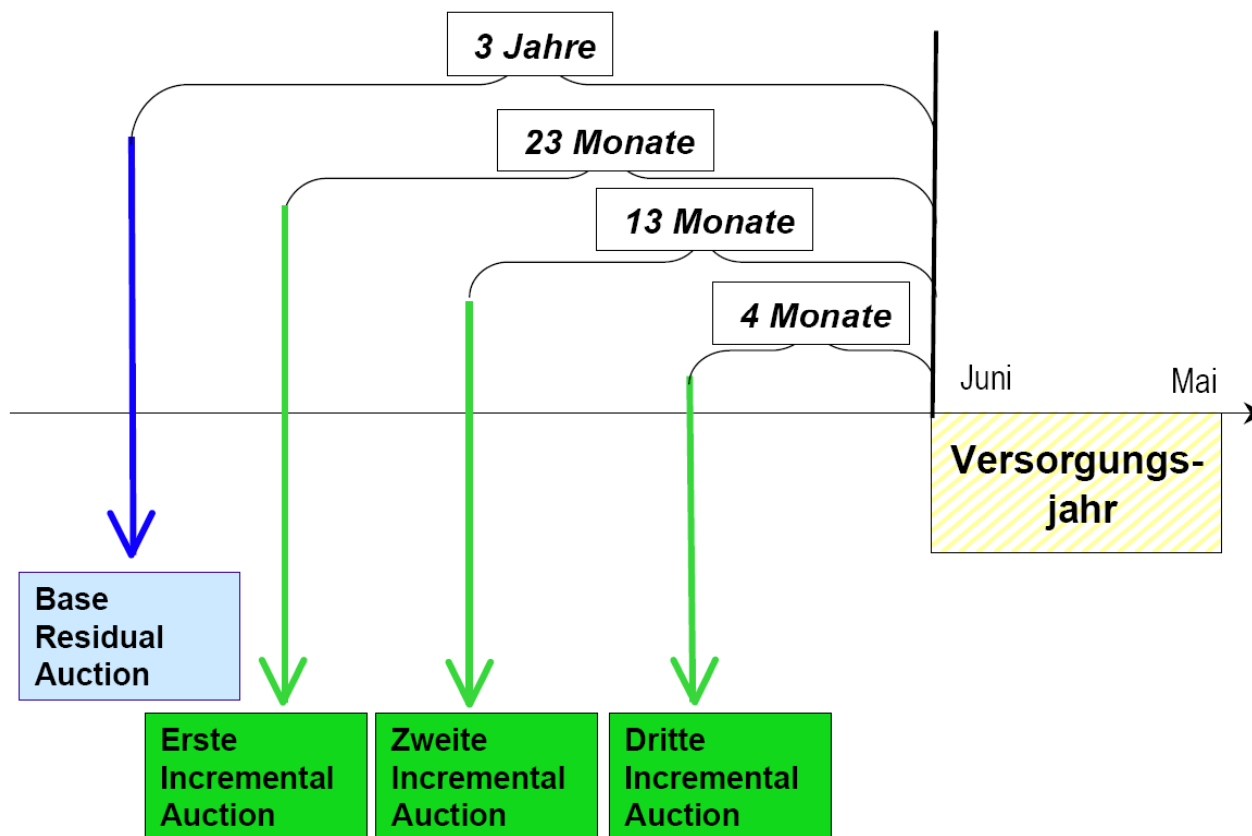 3 Jahre
23 Monate
13 Monate
4 Monate
Juni
Mai
Versorgungs-
jahr
Base
Residual
Auction
Erste
Incremental
Auction
Zweite
Incremental
Auction
Dritte
Incremental
Auction